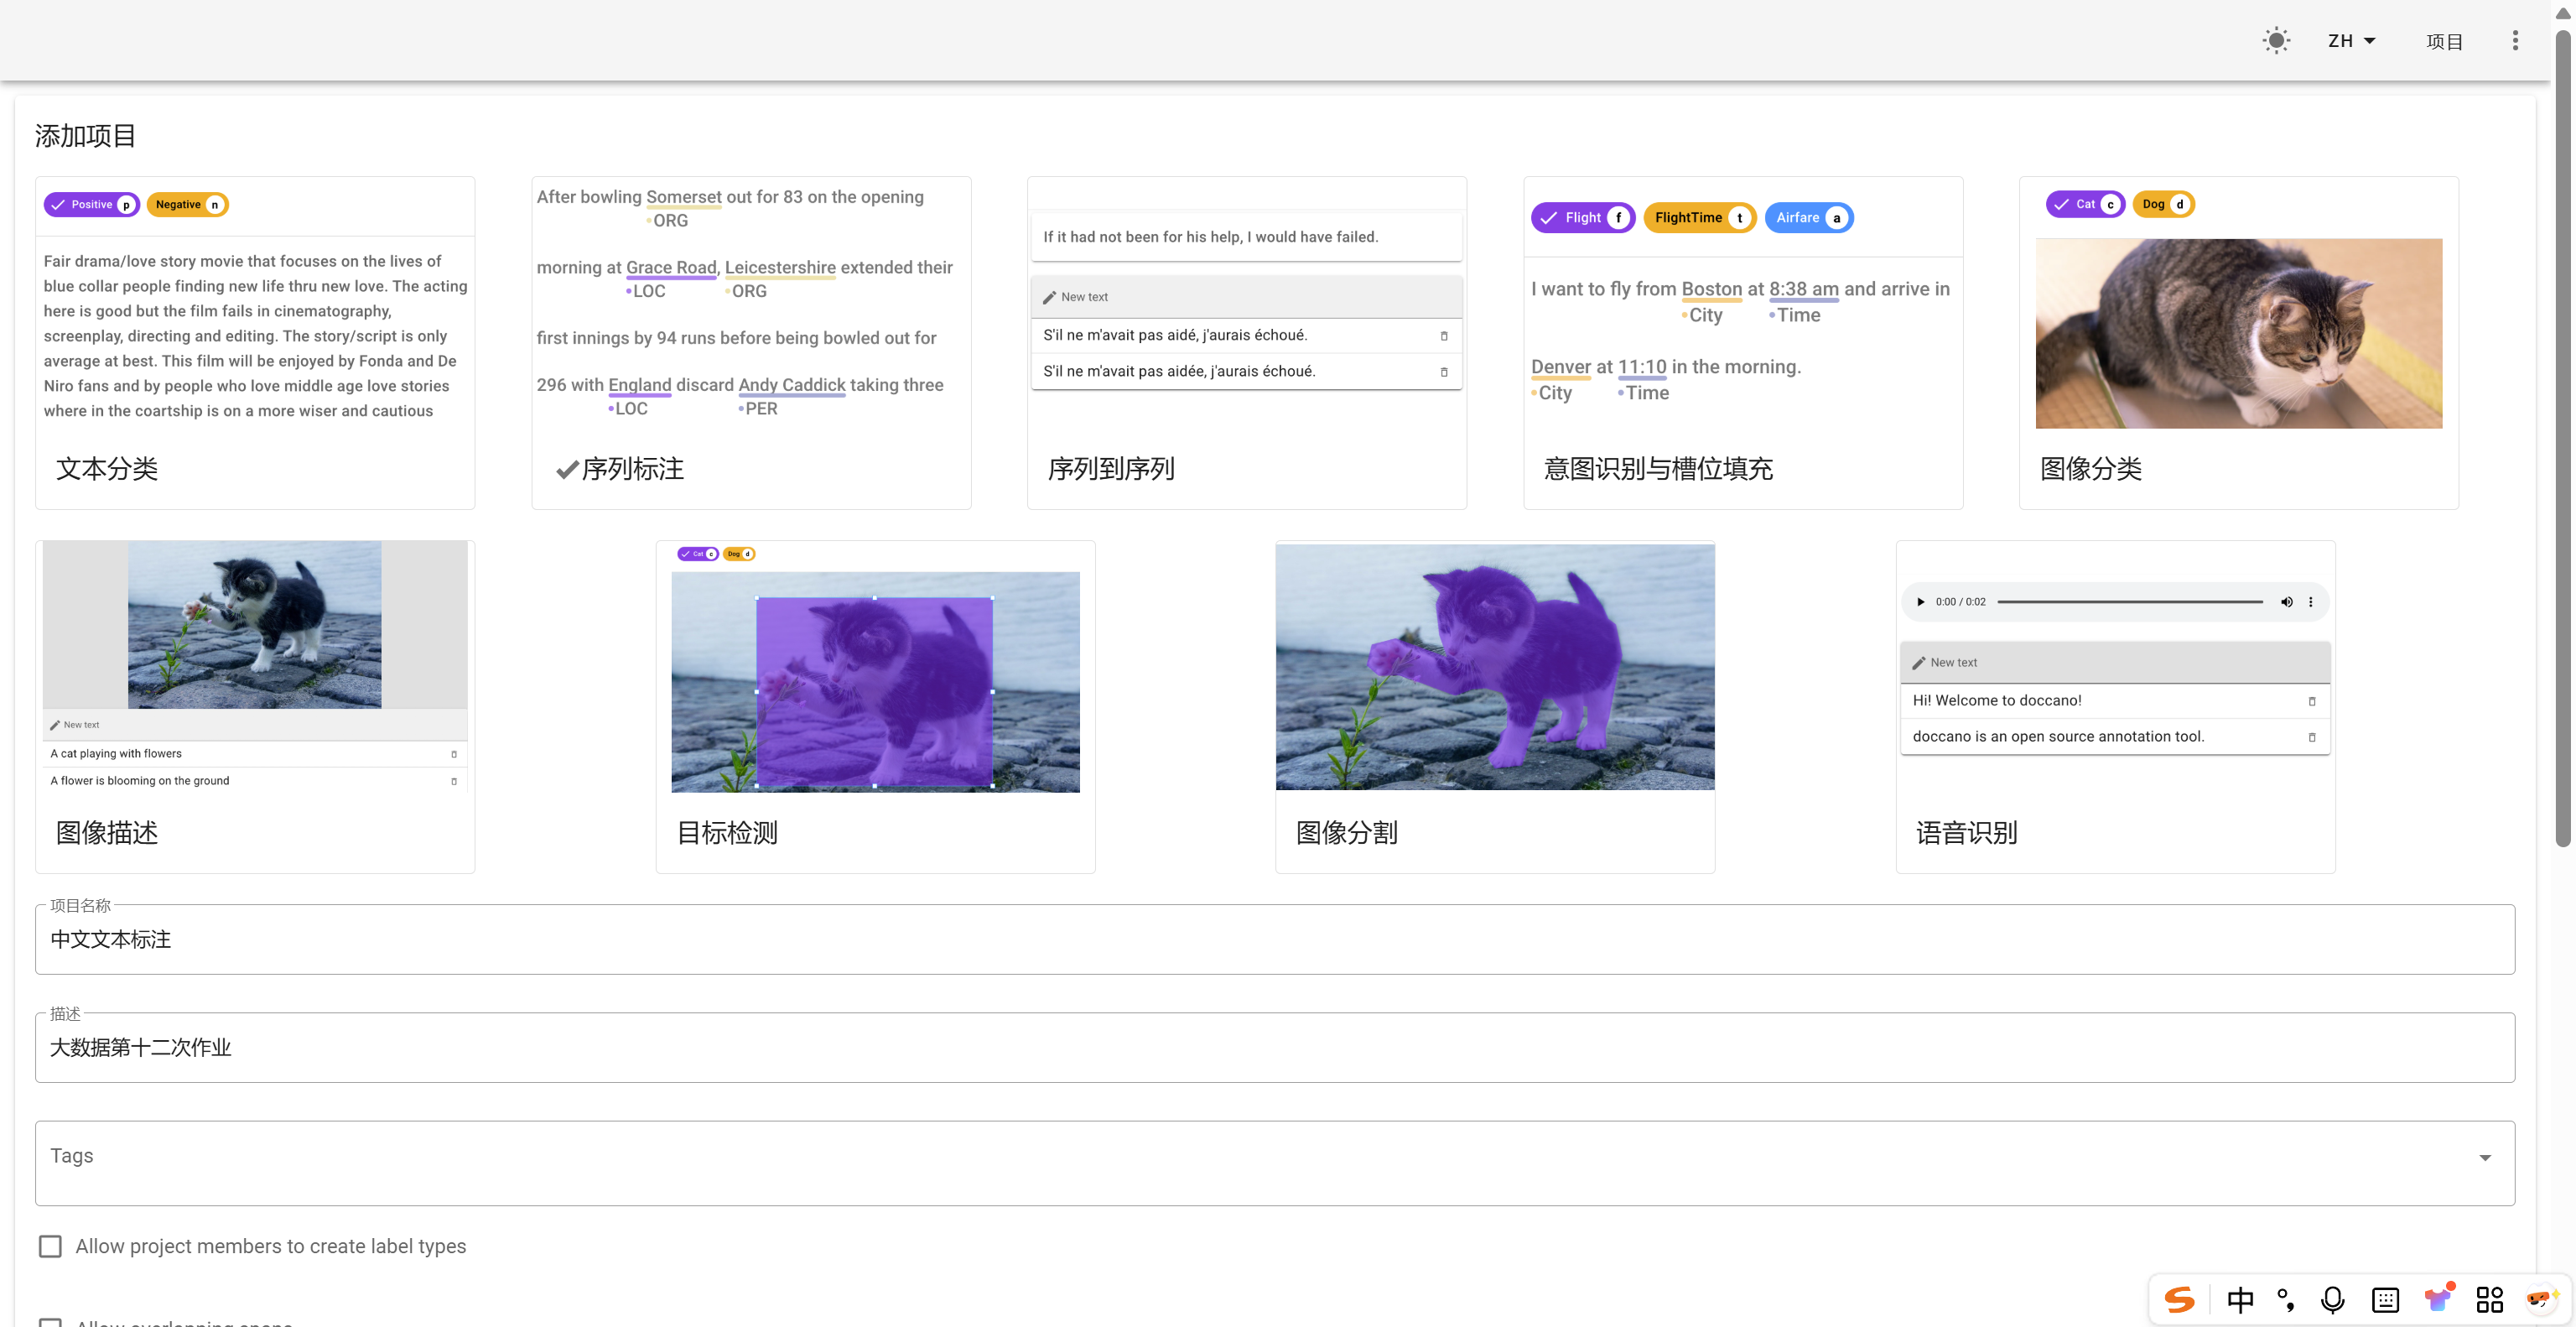 ZH
项目
添加项目
Positive p Negative n
Fair drama/love story movie that focuses on the lives of
blue collar people finding new life thru new love. The acting
here is good but the film fails in cinematography,
screenplay, directing and editing. The story/script is only
average at best. This film will be enjoyed by Fonda and De
Niro fans and by people who love middle age love stories
where in the coartship is on a more wiser and cautious
文本分类
After bowling Somerset out for 83 on the opening
•ORG
morning at Grace Road, Leicestershire extended their
•LOC •ORG
first innings by 94 runs before being bowled out for
296 with England discard Andy Caddick taking three
•LOC •PER
序列标注
If it had not been for his help, I would have failed.
New text
S'il ne m'avait pas aidé, j'aurais échoué.
S'il ne m'avait pas aidée, j'aurais échoué.
序列到序列
Flight f FlightTime t Airfare a
I want to fly from Boston at 8:38 am and arrive in
•City •Time
Denver at 11:10 in the morning.
•City •Time
意图识别与槽位填充
Cat c Dog d
图像分类
New text
A cat playing with flowers
A flower is blooming on the ground
图像描述
Cat c Dog d
目标检测
图像分割
0:00 / 0:02
New text
Hi! Welcome to doccano!
doccano is an open source annotation tool.
语音识别
项目名称
中文文本标注
描述
大数据第十二次作业
Tags
Allow project members to create label types
Allow overlapping spans
中